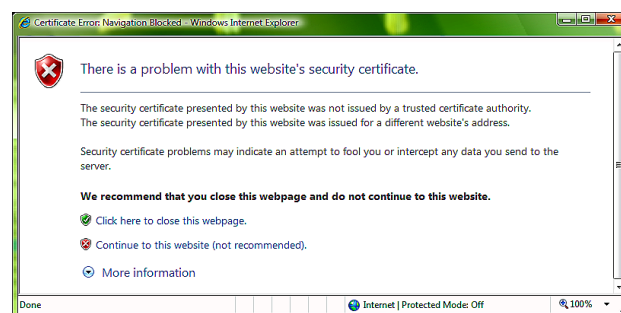 Certificate Error: Navigation Blocked - Windows Internet Explorer
There is a problem with this website's security certificate.
The security certificate presented by this website was not issued by a trusted certificate authority.
The security certificate presented by this website was issued for a different website's address.
Security certificate problems may indicate an attempt to fool you or intercept any data you send to the
server.
We recommend that you close this webpage and do not continue to this website.
Click here to close this webpage.
Continue to this website (not recommended).
More information
Done Internet | Protected Mode: Off 100%